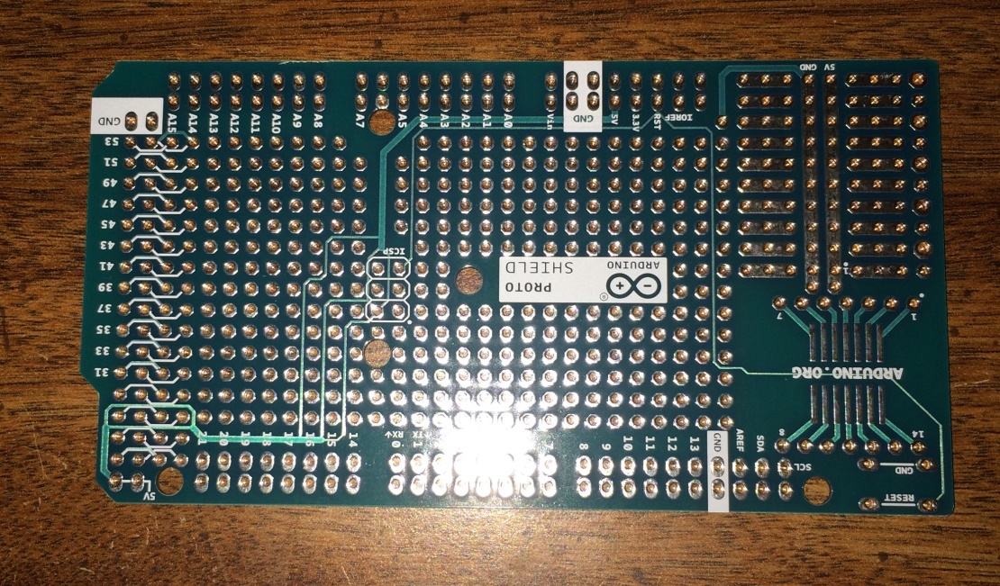 GND
5V
GND
A15
A14
A13
A12
A11
A10
A9
A8
A7
A5
A4
A3
A2
A1
A0
Vin
GND
5V
3.3V
RST
IOREF
53
51
49
47
45
43
41
39
37
35
33
31
ICSP
PROTO
SHIELD
ARDUINO
®
7
1
ARDUINO.ORG
8
14
20
19
18
17
16
15
14
RX
0
TX
1
7
8
9
10
11
12
13
GND
AREF
SDA
SCL
GND
RESET
5V